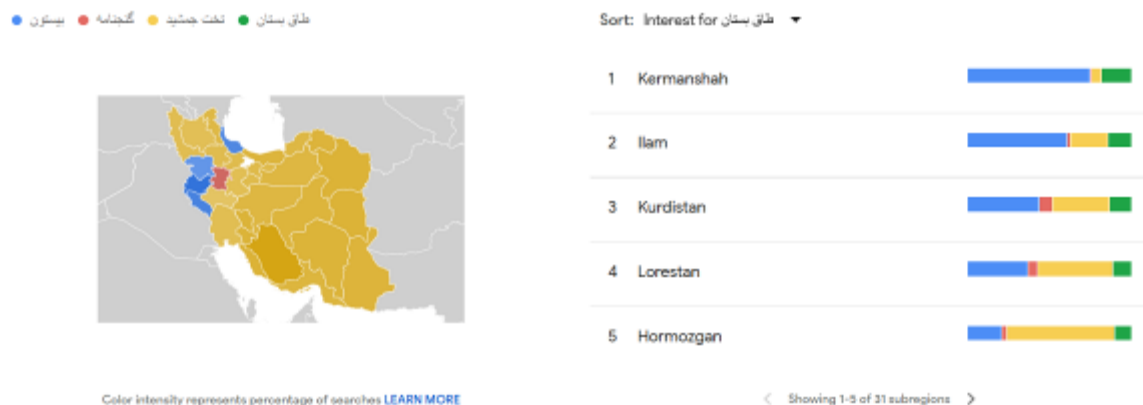 بیستون گنجنامه تخت جمشید طاق بستان
Sort: Interest for طاق بستان
1 Kermanshah
2 Ilam
3 Kurdistan
4 Lorestan
5 Hormozgan
Color intensity represents percentage of searches LEARN MORE
Showing 1-5 of 31 subregions